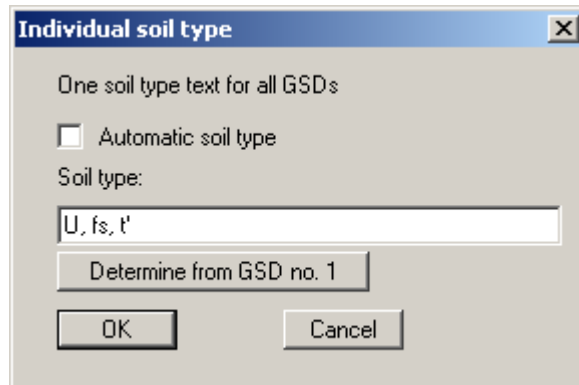 Individual soil type
One soil type text for all GSDs
Automatic soil type
Soil type:
U, fs, t'
Determine from GSD no. 1
OK Cancel